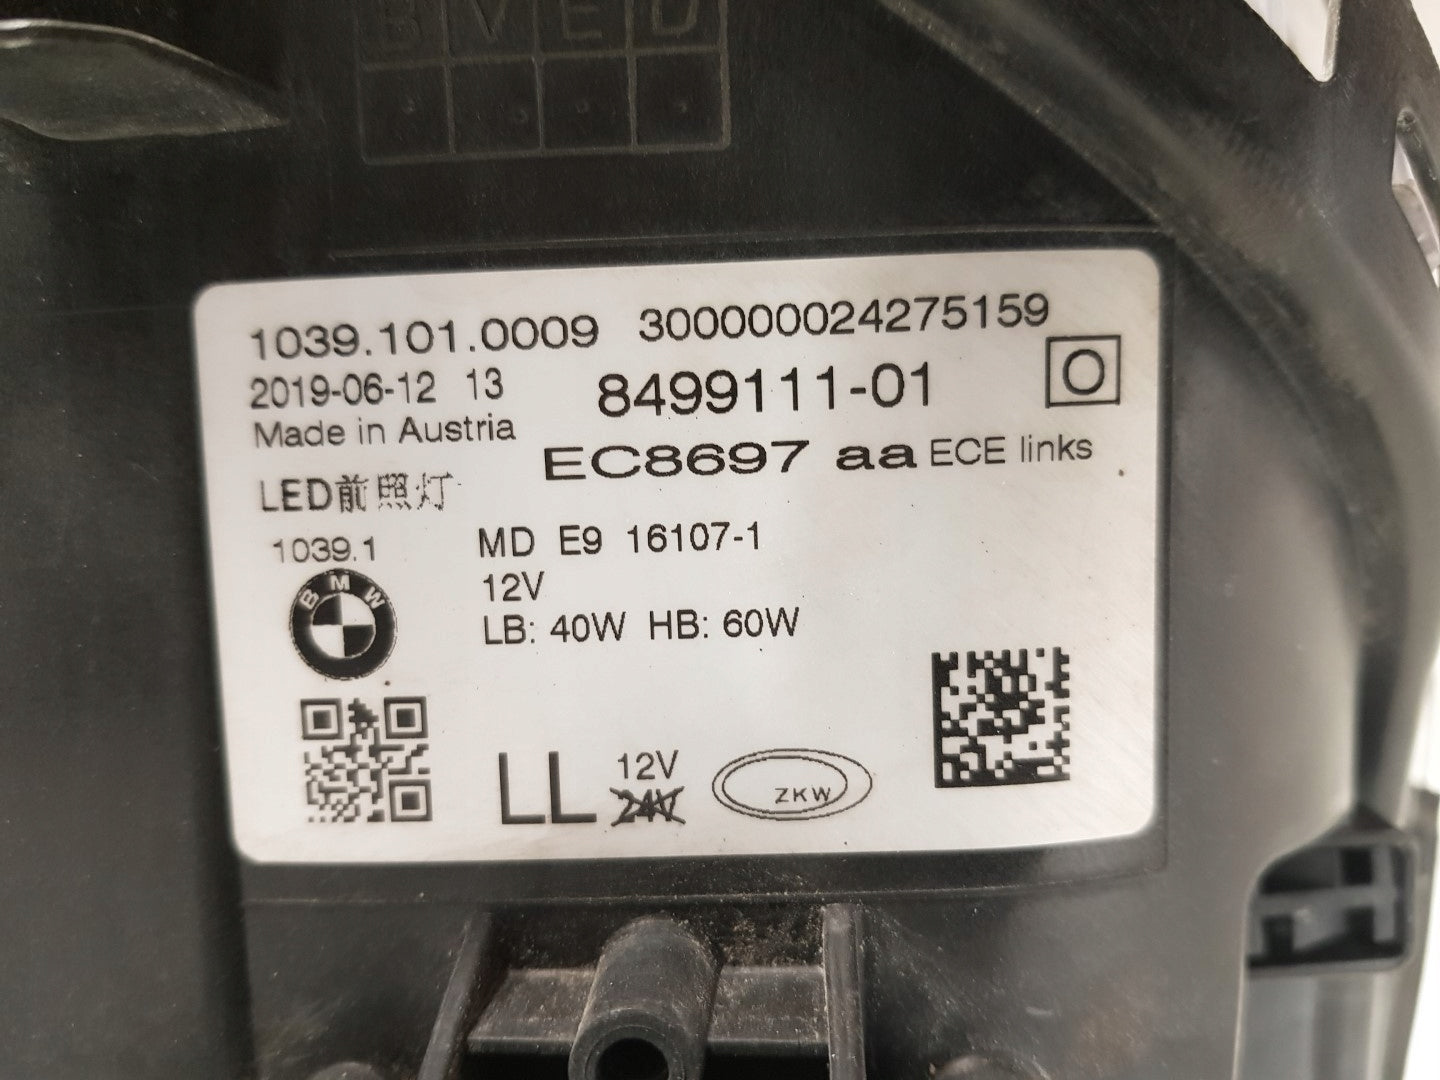 B M E D
1039.101.0009 300000024275159
2019-06-12 13 8499111-01 O
Made in Austria
EC8697 aa ECE links
LED前照灯
1039.1
MD E9 16107-1
BMW
12V
LB: 40W HB: 60W
LL 12V
24V
ZKW